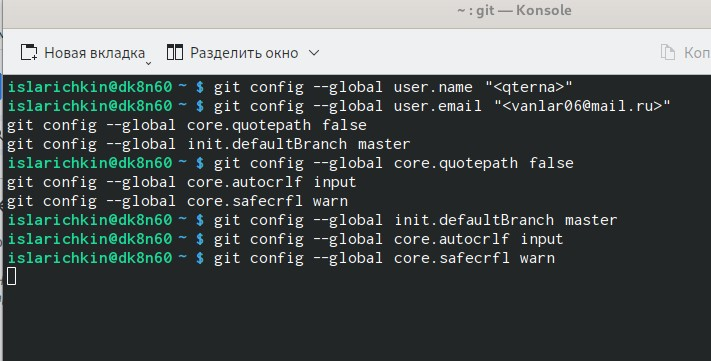 ~ : git — Konsole
Новая вкладка
Разделить окно
Коп
islarichkin@dk8n60 ~ $ git config --global user.name "<qterna>"
islarichkin@dk8n60 ~ $ git config --global user.email "<vanlar06@mail.ru>"
git config --global core.quotepath false
git config --global init.defaultBranch master
islarichkin@dk8n60 ~ $ git config --global core.quotepath false
git config --global core.autocrlf input
git config --global core.safecrfl warn
islarichkin@dk8n60 ~ $ git config --global init.defaultBranch master
islarichkin@dk8n60 ~ $ git config --global core.autocrlf input
islarichkin@dk8n60 ~ $ git config --global core.safecrfl warn